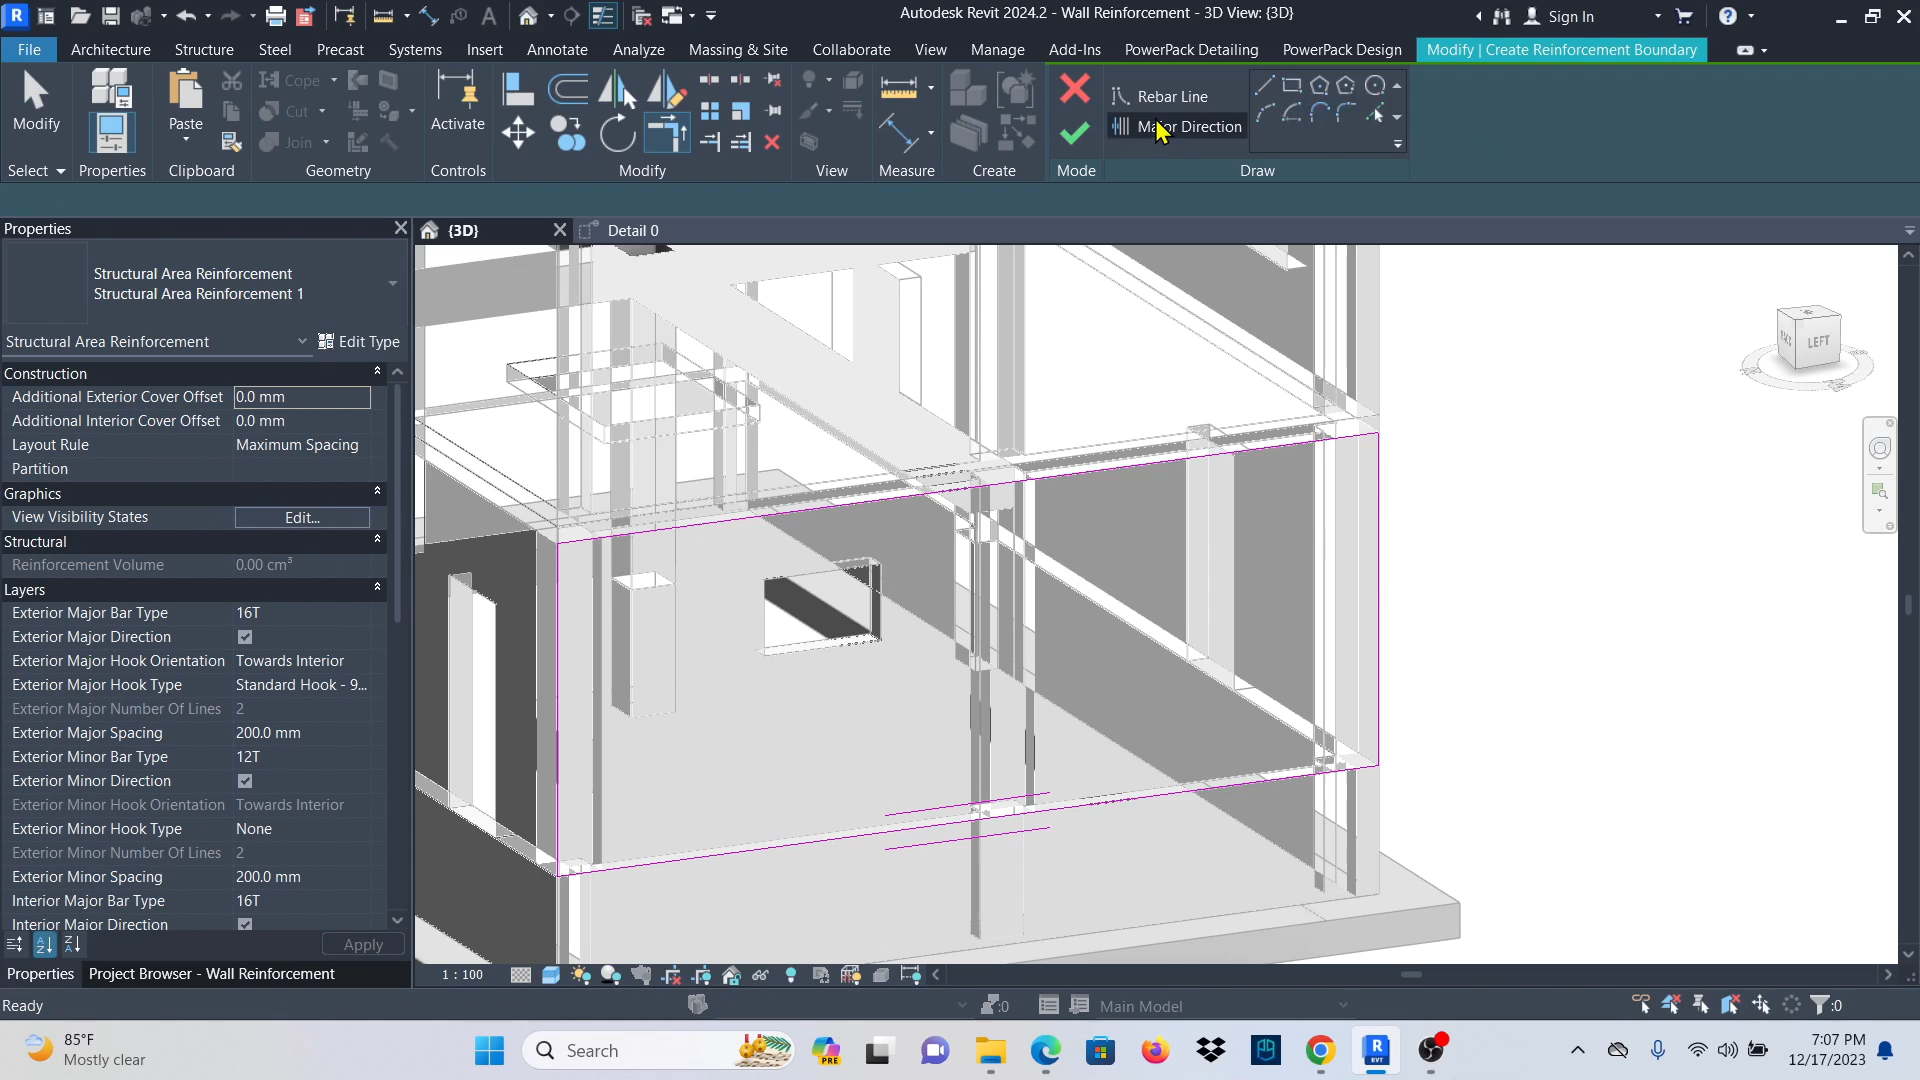 Autodesk Revit 2024.2 - Wall Reinforcement - 3D View: {3D}
Sign In
File Architecture Structure Steel Precast Systems Insert Annotate Analyze Massing & Site Collaborate View Manage Add-Ins PowerPack Detailing PowerPack Design Modify | Create Reinforcement Boundary
Modify
Paste
Cope
Cut
Join
Activate
Rebar Line
Major Direction
Select Properties Clipboard Geometry Controls Modify View Measure Create Mode Draw
Properties
{3D}
Detail 0
Structural Area Reinforcement
Structural Area Reinforcement 1
Structural Area Reinforcement
Edit Type
Construction
Additional Exterior Cover Offset 0.0 mm
Additional Interior Cover Offset 0.0 mm
Layout Rule Maximum Spacing
Partition
Graphics
View Visibility States Edit...
Structural
Reinforcement Volume 0.00 cm³
Layers
Exterior Major Bar Type 16T
Exterior Major Direction
Exterior Major Hook Orientation Towards Interior
Exterior Major Hook Type Standard Hook - 9...
Exterior Major Number Of Lines 2
Exterior Major Spacing 200.0 mm
Exterior Minor Bar Type 12T
Exterior Minor Direction
Exterior Minor Hook Orientation Towards Interior
Exterior Minor Hook Type None
Exterior Minor Number Of Lines 2
Exterior Minor Spacing 200.0 mm
Interior Major Bar Type 16T
Interior Major Direction
Apply
Properties Project Browser - Wall Reinforcement
LEFT
1 : 100
Ready
:0
Main Model
:0
85°F
Mostly clear
Search
PRE
7:07 PM
12/17/2023